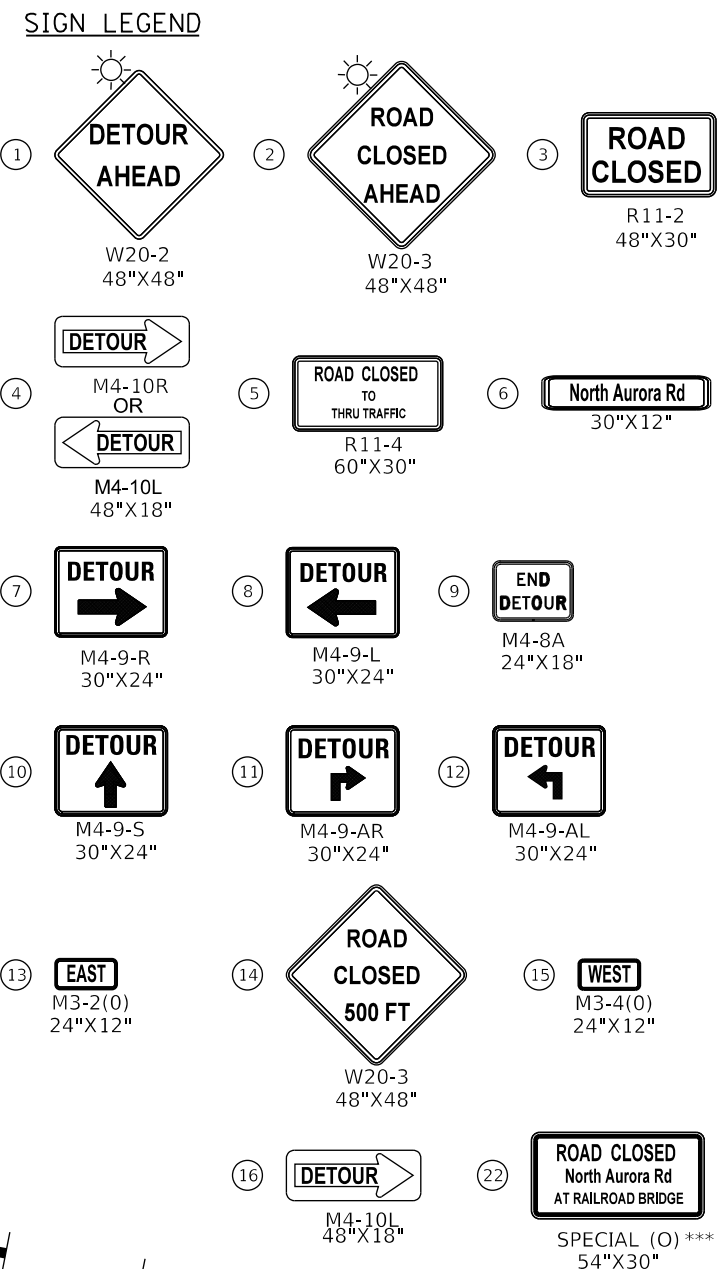 SIGN LEGEND
1
DETOUR
AHEAD
W20-2
48"X48"
2
ROAD
CLOSED
AHEAD
W20-3
48"X48"
3
ROAD
CLOSED
R11-2
48"X30"
4
DETOUR
M4-10R
OR
DETOUR
M4-10L
48"X18"
5
ROAD CLOSED
TO
THRU TRAFFIC
R11-4
60"X30"
6
North Aurora Rd
30"X12"
7
DETOUR
M4-9-R
30"X24"
8
DETOUR
M4-9-L
30"X24"
9
END
DETOUR
M4-8A
24"X18"
10
DETOUR
M4-9-S
30"X24"
11
DETOUR
M4-9-AR
30"X24"
12
DETOUR
M4-9-AL
30"X24"
13
EAST
M3-2(0)
24"X12"
14
ROAD
CLOSED
500 FT
W20-3
48"X48"
15
WEST
M3-4(0)
24"X12"
16
DETOUR
M4-10L
48"X18"
22
ROAD CLOSED
North Aurora Rd
AT RAILROAD BRIDGE
SPECIAL (O) ***
54"X30"